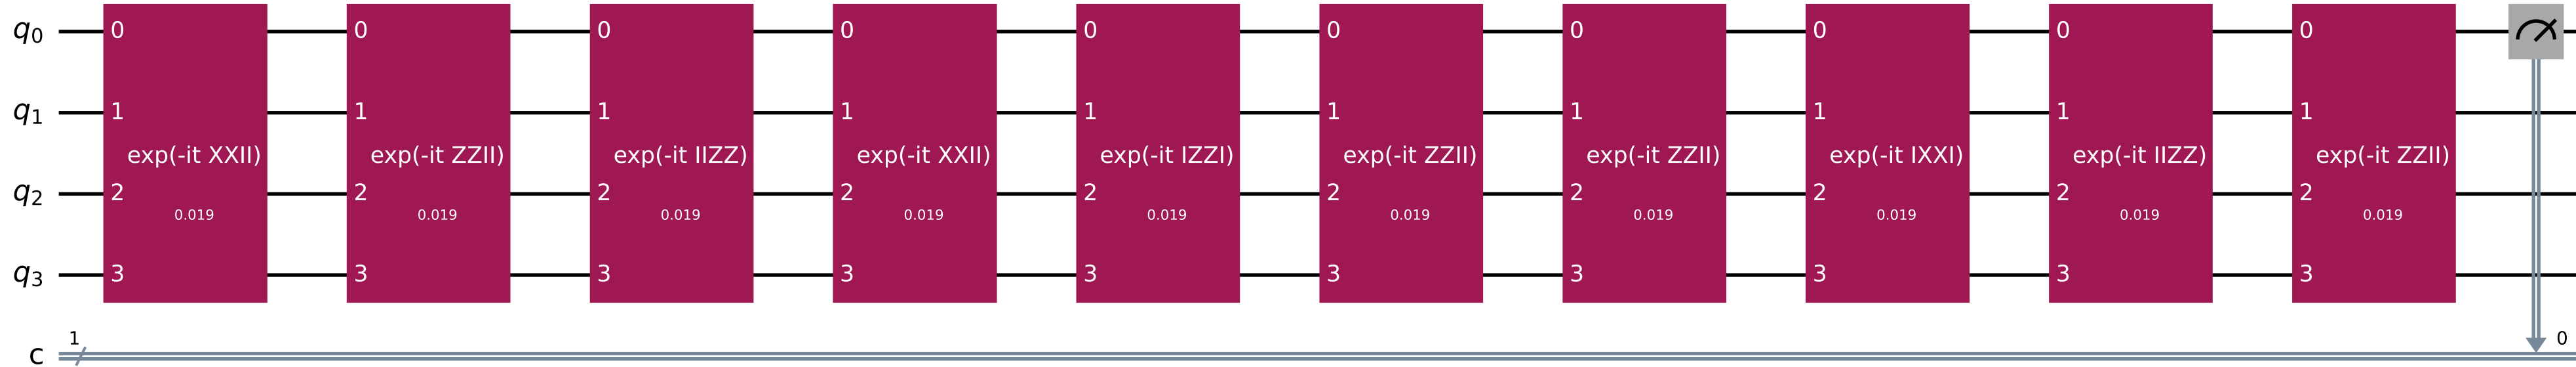 q0 0 0 0 0 0 0 0 0 0 0
q1 1 1 1 1 1 1 1 1 1 1
exp(-it XXII) exp(-it ZZII) exp(-it IIZZ) exp(-it XXII) exp(-it IZZI) exp(-it ZZII) exp(-it ZZII) exp(-it IXXI) exp(-it IIZZ) exp(-it ZZII)
q2 2 2 2 2 2 2 2 2 2 2
0.019 0.019 0.019 0.019 0.019 0.019 0.019 0.019 0.019 0.019
q3 3 3 3 3 3 3 3 3 3 3
1 0
c